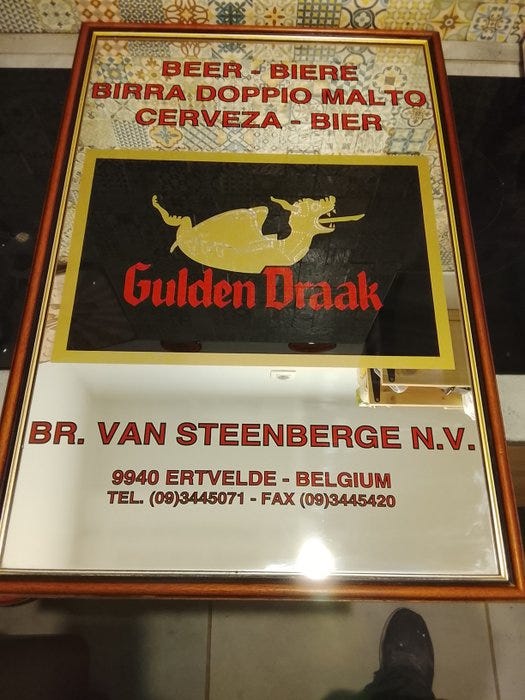 BEER - BIERE
BIRRA DOPPIO MALTO
CERVEZA - BIER
Gulden Draak
BR. VAN STEENBERGE N.V.
9940 ERTVELDE - BELGIUM
TEL. (09)3445071 - FAX (09)3445420